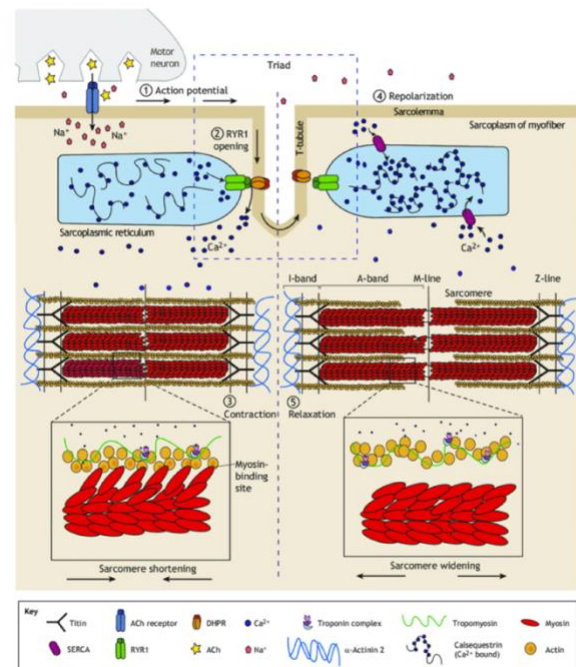 Motor
neuron
Triad
① Action potential
④ Repolarization
Sarcolemma
Na⁺
Na⁺
② RYR1
opening
T-tubule
Sarcoplasm of myofiber
Sarcoplasmic reticulum
Ca²⁺
Ca²⁺
I-band
A-band
M-line
Z-line
Sarcomere
③
Contraction
⑤
Relaxation
Myosin-
binding
site
Sarcomere shortening
Sarcomere widening
Key
Titin
ACh receptor
DHPR
Ca²⁺
Troponin complex
Tropomyosin
Myosin
SERCA
RYR1
ACh
Na⁺
α-Actinin 2
Calsequestrin
(Ca²⁺ bound)
Actin